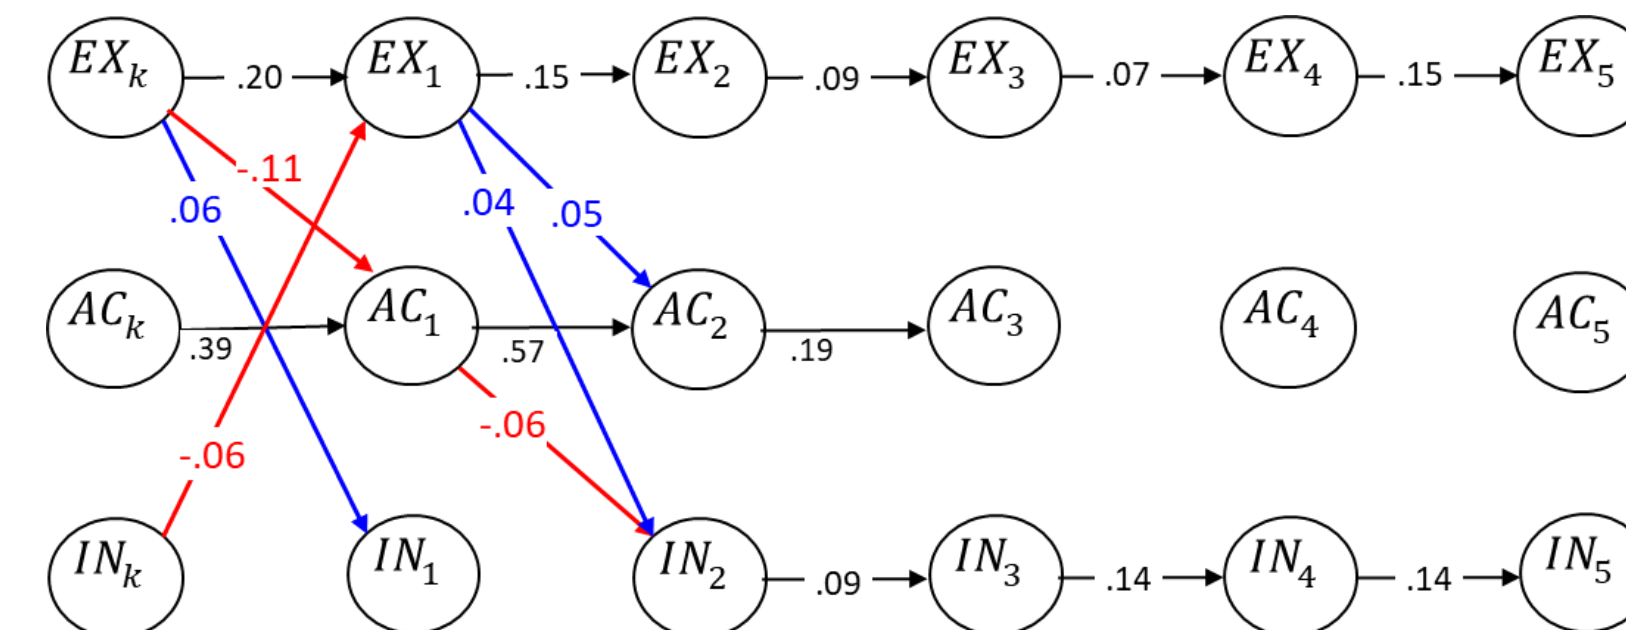 EXₖ .20 EX₁ .15 EX₂ .09 EX₃ .07 EX₄ .15 EX₅
-.11
.06 .04 .05
ACₖ AC₁ AC₂ AC₃ AC₄ AC₅
.39 .57 .19
-.06
-.06
INₖ IN₁ IN₂ .09 IN₃ .14 IN₄ .14 IN₅